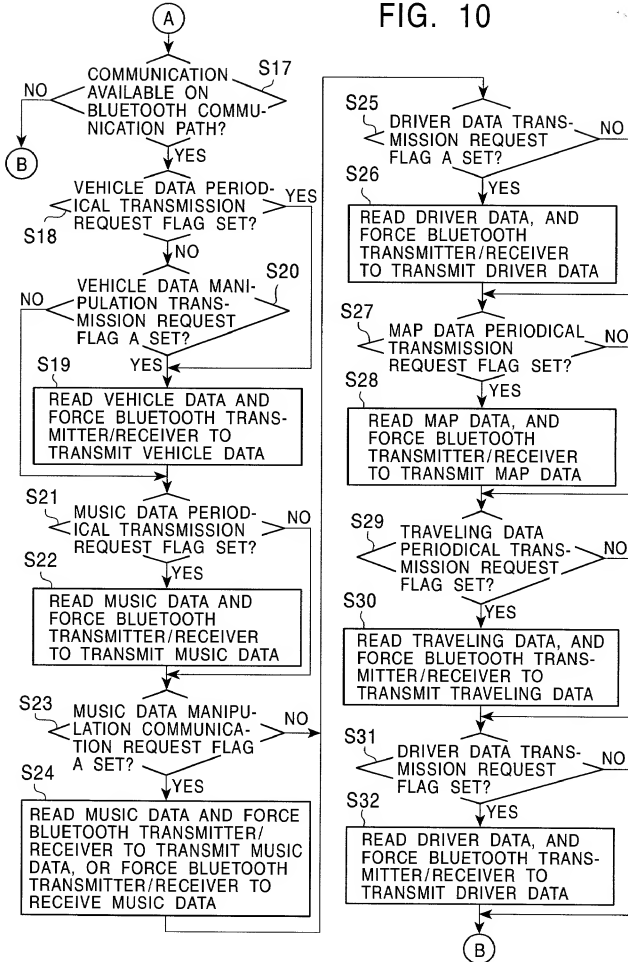 FIG. 10
A
S17
COMMUNICATION
AVAILABLE ON
BLUETOOTH COMMU-
NICATION PATH?
NO
B
YES
VEHICLE DATA PERIOD-
ICAL TRANSMISSION
REQUEST FLAG SET?
YES
S18
NO
S20
VEHICLE DATA MANI-
PULATION TRANS-
MISSION REQUEST
FLAG A SET?
NO
YES
S19
READ VEHICLE DATA AND
FORCE BLUETOOTH TRANS-
MITTER/RECEIVER TO
TRANSMIT VEHICLE DATA
S21
MUSIC DATA PERIOD-
ICAL TRANSMISSION
REQUEST FLAG SET?
NO
YES
S22
READ MUSIC DATA AND
FORCE BLUETOOTH
TRANSMITTER/RECEIVER
TO TRANSMIT MUSIC DATA
S23
MUSIC DATA MANIP-
ULATION COMMUNICA-
TION REQUEST FLAG
A SET?
NO
YES
S24
READ MUSIC DATA AND FORCE
BLUETOOTH TRANSMITTER/
RECEIVER TO TRANSMIT MUSIC
DATA, OR FORCE BLUETOOTH
TRANSMITTER/RECEIVER TO
RECEIVE MUSIC DATA
S25
DRIVER DATA TRANS-
MISSION REQUEST
FLAG A SET?
NO
YES
S26
READ DRIVER DATA, AND
FORCE BLUETOOTH
TRANSMITTER/RECEIVER
TO TRANSMIT DRIVER DATA
S27
MAP DATA PERIODICAL
TRANSMISSION
REQUEST FLAG SET?
NO
YES
S28
READ MAP DATA, AND
FORCE BLUETOOTH
TRANSMITTER/RECEIVER
TO TRANSMIT MAP DATA
S29
TRAVELING DATA
PERIODICAL TRANS-
MISSION REQUEST
FLAG SET?
NO
YES
S30
READ TRAVELING DATA, AND
FORCE BLUETOOTH TRANS-
MITTER/RECEIVER TO
TRANSMIT TRAVELING DATA
S31
DRIVER DATA TRANS-
MISSION REQUEST
FLAG SET?
NO
YES
S32
READ DRIVER DATA, AND
FORCE BLUETOOTH TRANS-
MITTER/RECEIVER TO
TRANSMIT DRIVER DATA
B